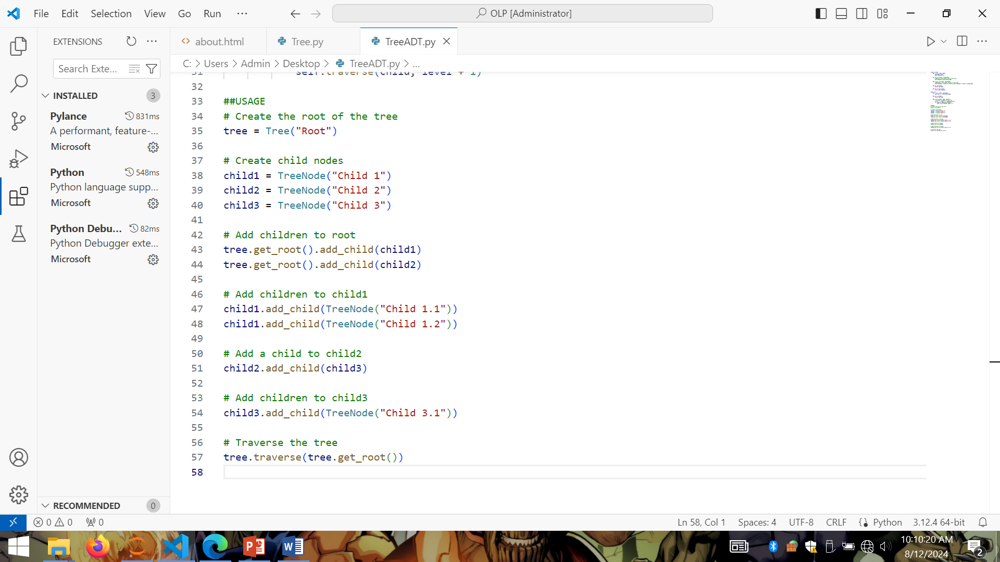 File Edit Selection View Go Run ···
OLP [Administrator]
EXTENSIONS
about.html
Tree.py
TreeADT.py
Search Exte...
C: > Users > Admin > Desktop > TreeADT.py > ...
INSTALLED 3
Pylance 831ms
A performant, feature-...
Microsoft
Python 548ms
Python language supp...
Microsoft
Python Debu... 82ms
Python Debugger exte...
Microsoft
RECOMMENDED 0
31 self.traverse(child, level + 1)
32
33 ##USAGE
34 # Create the root of the tree
35 tree = Tree("Root")
36
37 # Create child nodes
38 child1 = TreeNode("Child 1")
39 child2 = TreeNode("Child 2")
40 child3 = TreeNode("Child 3")
41
42 # Add children to root
43 tree.get_root().add_child(child1)
44 tree.get_root().add_child(child2)
45
46 # Add children to child1
47 child1.add_child(TreeNode("Child 1.1"))
48 child1.add_child(TreeNode("Child 1.2"))
49
50 # Add a child to child2
51 child2.add_child(child3)
52
53 # Add children to child3
54 child3.add_child(TreeNode("Child 3.1"))
55
56 # Traverse the tree
57 tree.traverse(tree.get_root())
58
0 0 0
Ln 58, Col 1 Spaces: 4 UTF-8 CRLF { } Python 3.12.4 64-bit
10:10:20 AM
8/12/2024
2